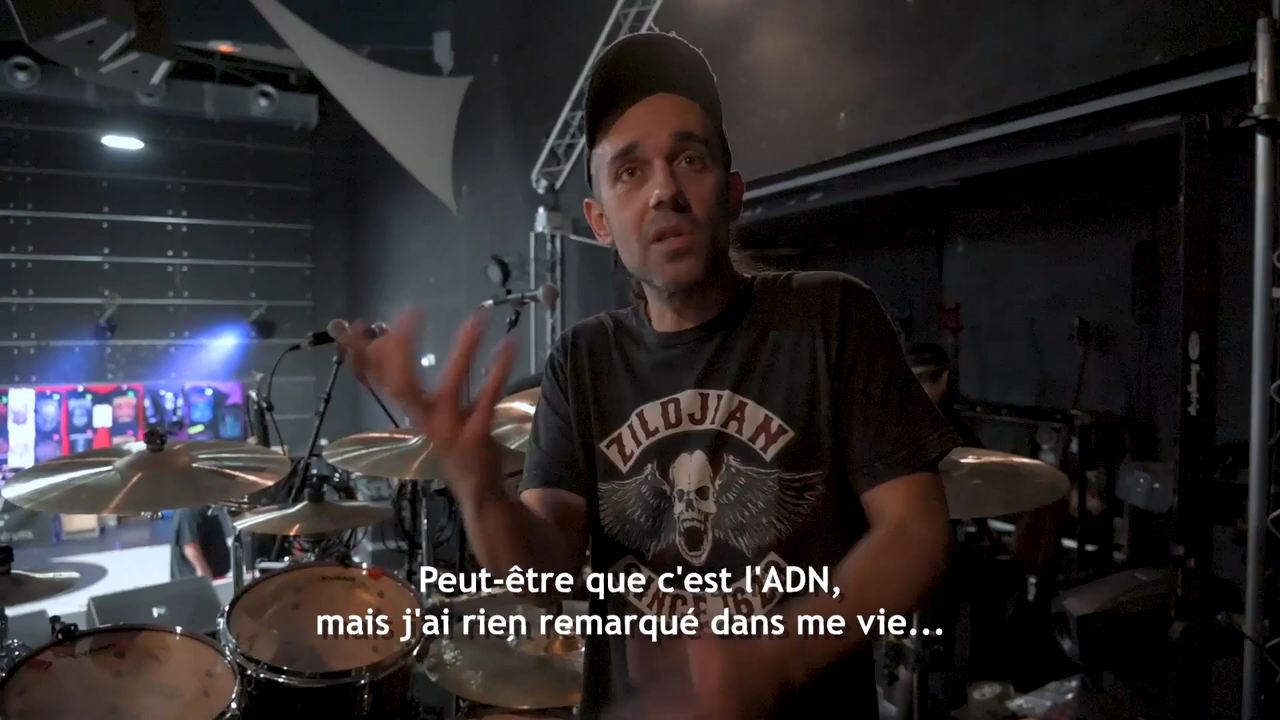 ZILDJIAN
Peut-être que c'est l'ADN,
mais j'ai rien remarqué dans me vie...